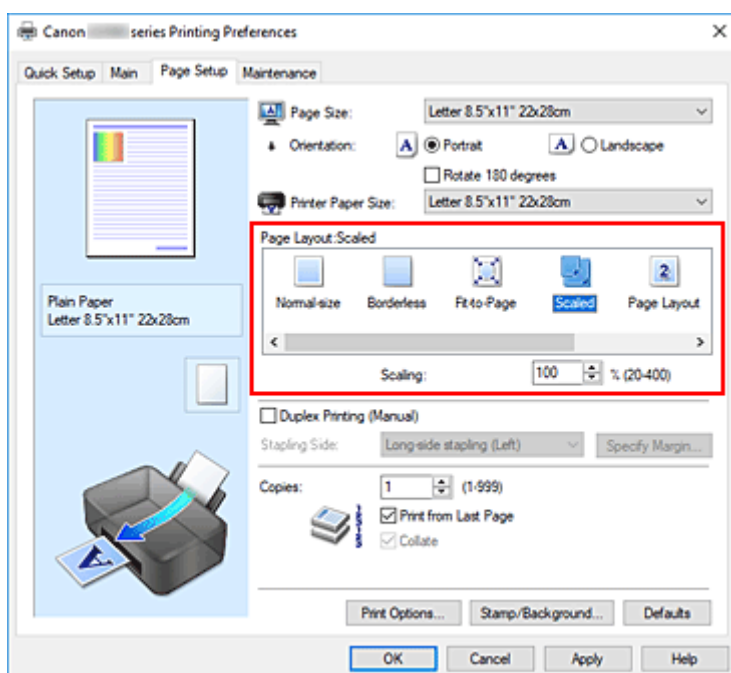 Canon series Printing Preferences
Quick Setup Main Page Setup Maintenance
Page Size: Letter 8.5"x11" 22x28cm
Orientation: A Portrait A Landscape
Rotate 180 degrees
Printer Paper Size: Letter 8.5"x11" 22x28cm
Page Layout:Scaled
2
Normal-size Borderless Fit-to-Page Scaled Page Layout
Scaling: 100 % (20-400)
Plain Paper
Letter 8.5"x11" 22x28cm
Duplex Printing (Manual)
Stapling Side: Long-side stapling (Left) Specify Margin...
Copies: 1 (1-999)
Print from Last Page
Collate
A
Print Options... Stamp/Background... Defaults
OK Cancel Apply Help